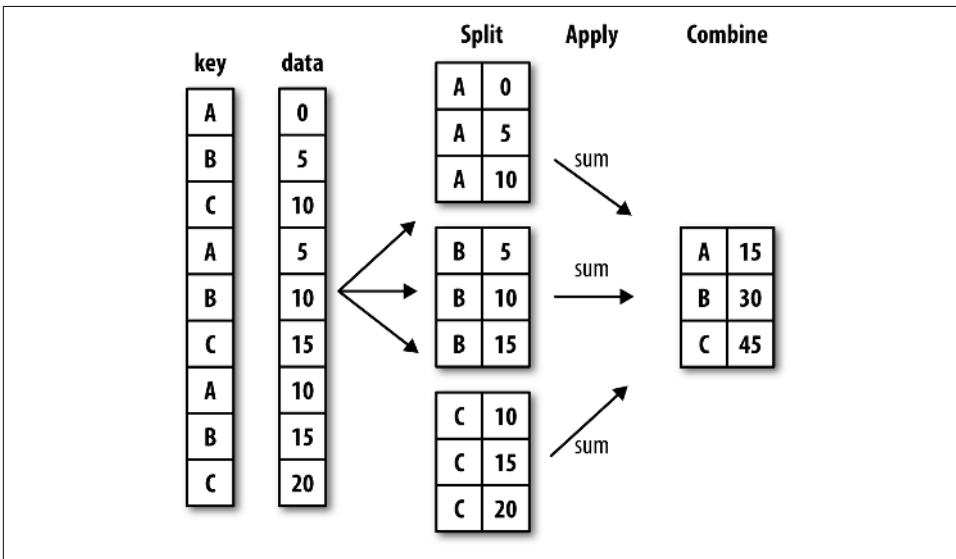 Split Apply Combine
key data
A 0
B 5
C 10
A 5
B 10
C 15
A 10
B 15
C 20
A 0
A 5
A 10
B 5
B 10
B 15
C 10
C 15
C 20
sum
sum
sum
A 15
B 30
C 45